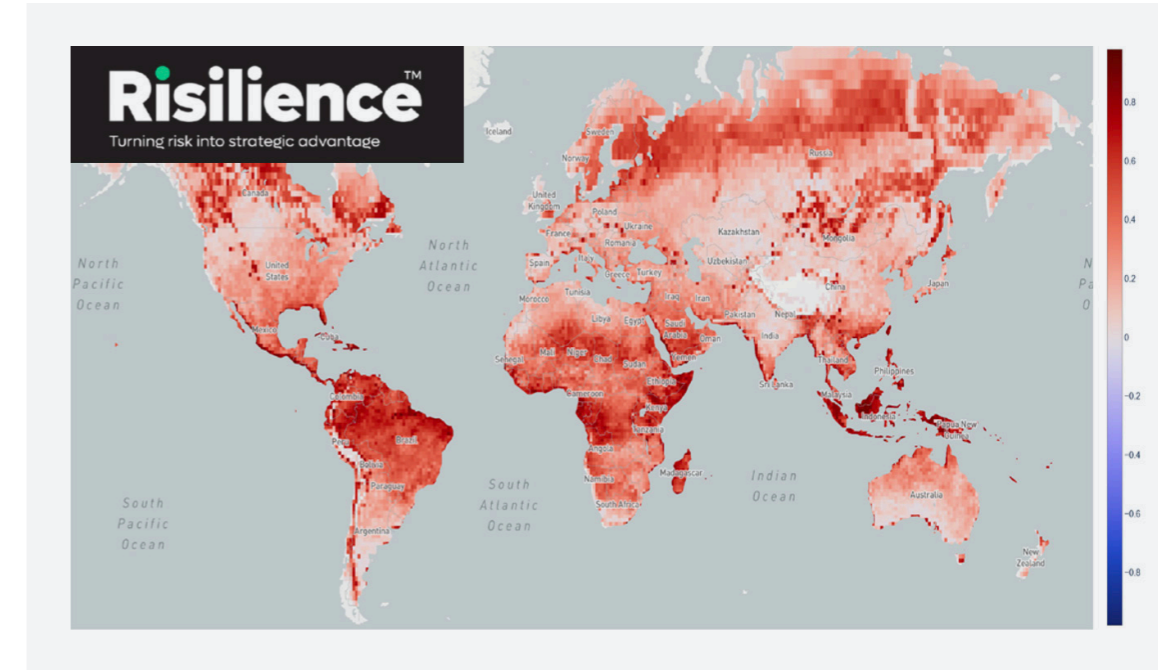 Risilience™
Turning risk into strategic advantage
Iceland
Sweden
Norway
Russia
Canada
United
Kingdom
Poland
Ukraine
France
Romania
Kazakhstan
Mongolia
North
Pacific
Ocean
United
States
North
Atlantic
Ocean
Spain
Italy
Greece
Turkey
Uzbekistan
China
Japan
N
Pa
O
Morocco
Tunisia
Iraq
Iran
Pakistan
Nepal
Libya
Egypt
Saudi
Arabia
Oman
India
Mexico
Cuba
Senegal
Mali
Niger
Chad
Sudan
Yemen
Thailand
Philippines
Ethiopia
Sri Lanka
Colombia
Cameroon
Kenya
Malaysia
Indonesia
Papua New
Guinea
Peru
Brazil
Tanzania
Bolivia
Angola
Paraguay
Namibia
Madagascar
Indian
Ocean
Australia
South
Pacific
Ocean
South
Atlantic
Ocean
South Africa
Argentina
New
Zealand
0.8
0.6
0.4
0.2
0
−0.2
−0.4
−0.6
−0.8